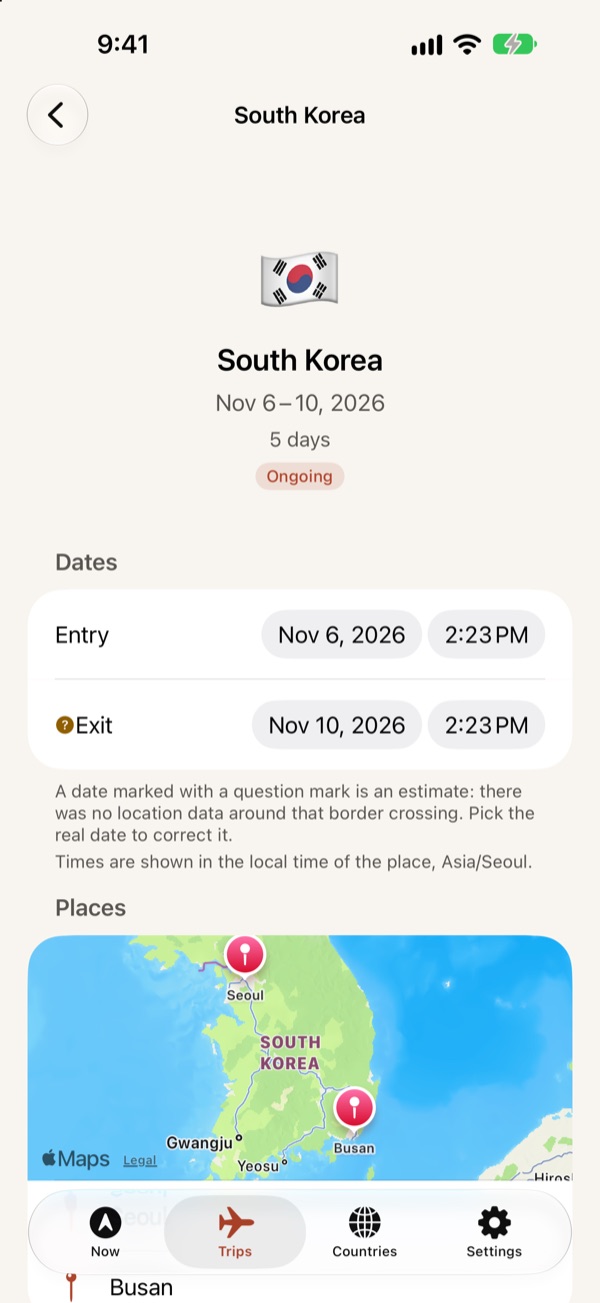 9:41
South Korea
South Korea
Nov 6–10, 2026
5 days
Ongoing
Dates
Entry
Nov 6, 2026
2:23 PM
?
Exit
Nov 10, 2026
2:23 PM
A date marked with a question mark is an estimate: there
was no location data around that border crossing. Pick the
real date to correct it.
Times are shown in the local time of the place, Asia/Seoul.
Places
Seoul
SOUTH
KOREA
Busan
Gwangju
Yeosu
Maps
Legal
Seoul
Now
Trips
Countries
Settings
Busan